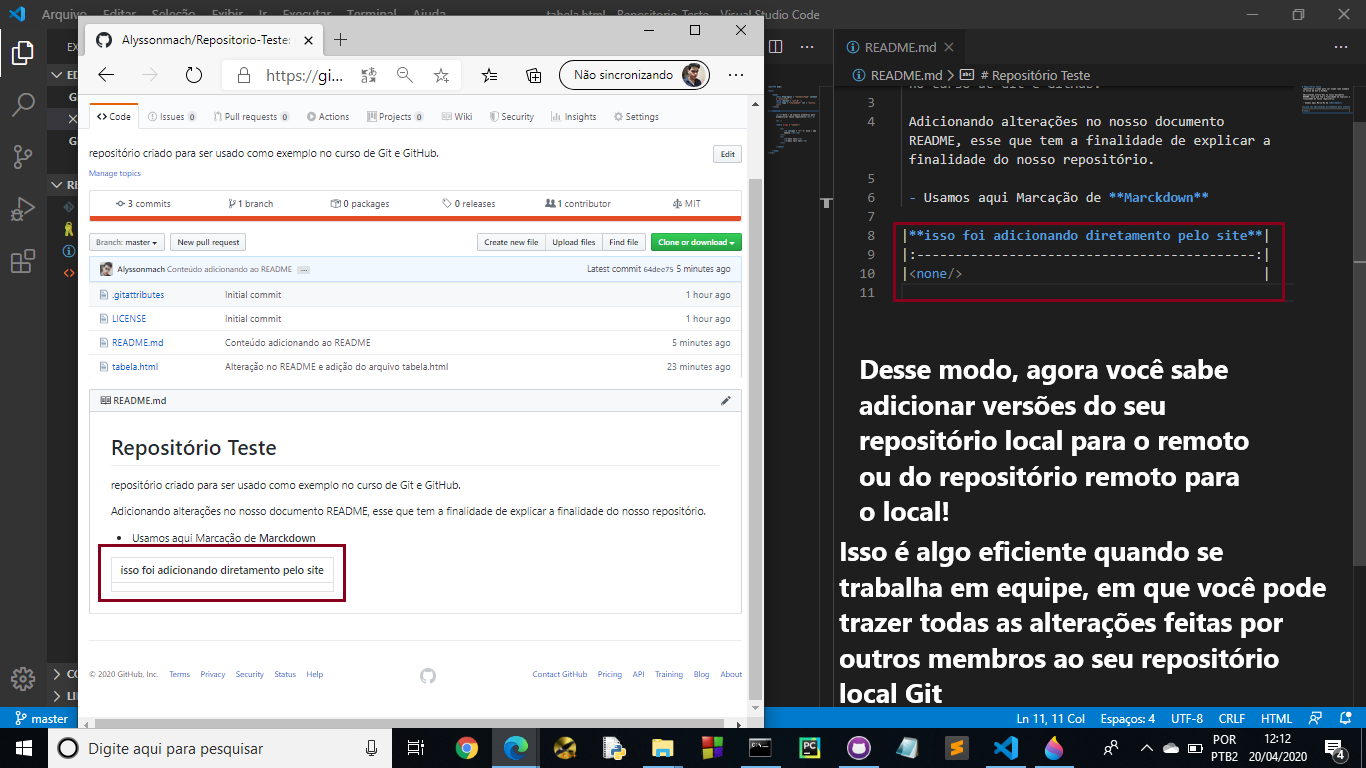 Arquivo Editar Seleção Exibir Ir Executar Terminal Ajuda tabela.html - Repositorio-Teste - Visual Studio Code
Alyssonmach/Repositorio-Teste:
https://gi...
Não sincronizando
Code Issues 0 Pull requests 0 Actions Projects 0 Wiki Security Insights Settings
repositório criado para ser usado como exemplo no curso de Git e GitHub.
Edit
Manage topics
3 commits 1 branch 0 packages 0 releases 1 contributor MIT
Branch: master New pull request Create new file Upload files Find file Clone or download
Alyssonmach Conteúdo adicionando ao README Latest commit 64dee75 5 minutes ago
.gitattributes Initial commit 1 hour ago
LICENSE Initial commit 1 hour ago
README.md Conteúdo adicionando ao README 5 minutes ago
tabela.html Alteração no README e adição do arquivo tabela.html 23 minutes ago
README.md
Repositório Teste
repositório criado para ser usado como exemplo no curso de Git e GitHub.
Adicionando alterações no nosso documento README, esse que tem a finalidade de explicar a finalidade do nosso repositório.
Usamos aqui Marcação de Marckdown
isso foi adicionando diretamento pelo site
© 2020 GitHub, Inc. Terms Privacy Security Status Help Contact GitHub Pricing API Training Blog About
README.md
README.md > # Repositório Teste
no curso de Git e GitHub.
3
4 Adicionando alterações no nosso documento
README, esse que tem a finalidade de explicar a
finalidade do nosso repositório.
5
6 - Usamos aqui Marcação de **Marckdown**
7
8 |**isso foi adicionando diretamento pelo site**|
9 |:--------------------------------------------:|
10 |<none/> |
11
Desse modo, agora você sabe
adicionar versões do seu
repositório local para o remoto
ou do repositório remoto para
o local!
Isso é algo eficiente quando se
trabalha em equipe, em que você pode
trazer todas as alterações feitas por
outros membros ao seu repositório
local Git
master Ln 11, 11 Col Espaços: 4 UTF-8 CRLF HTML
Digite aqui para pesquisar
POR
PTB2
12:12
20/04/2020
4